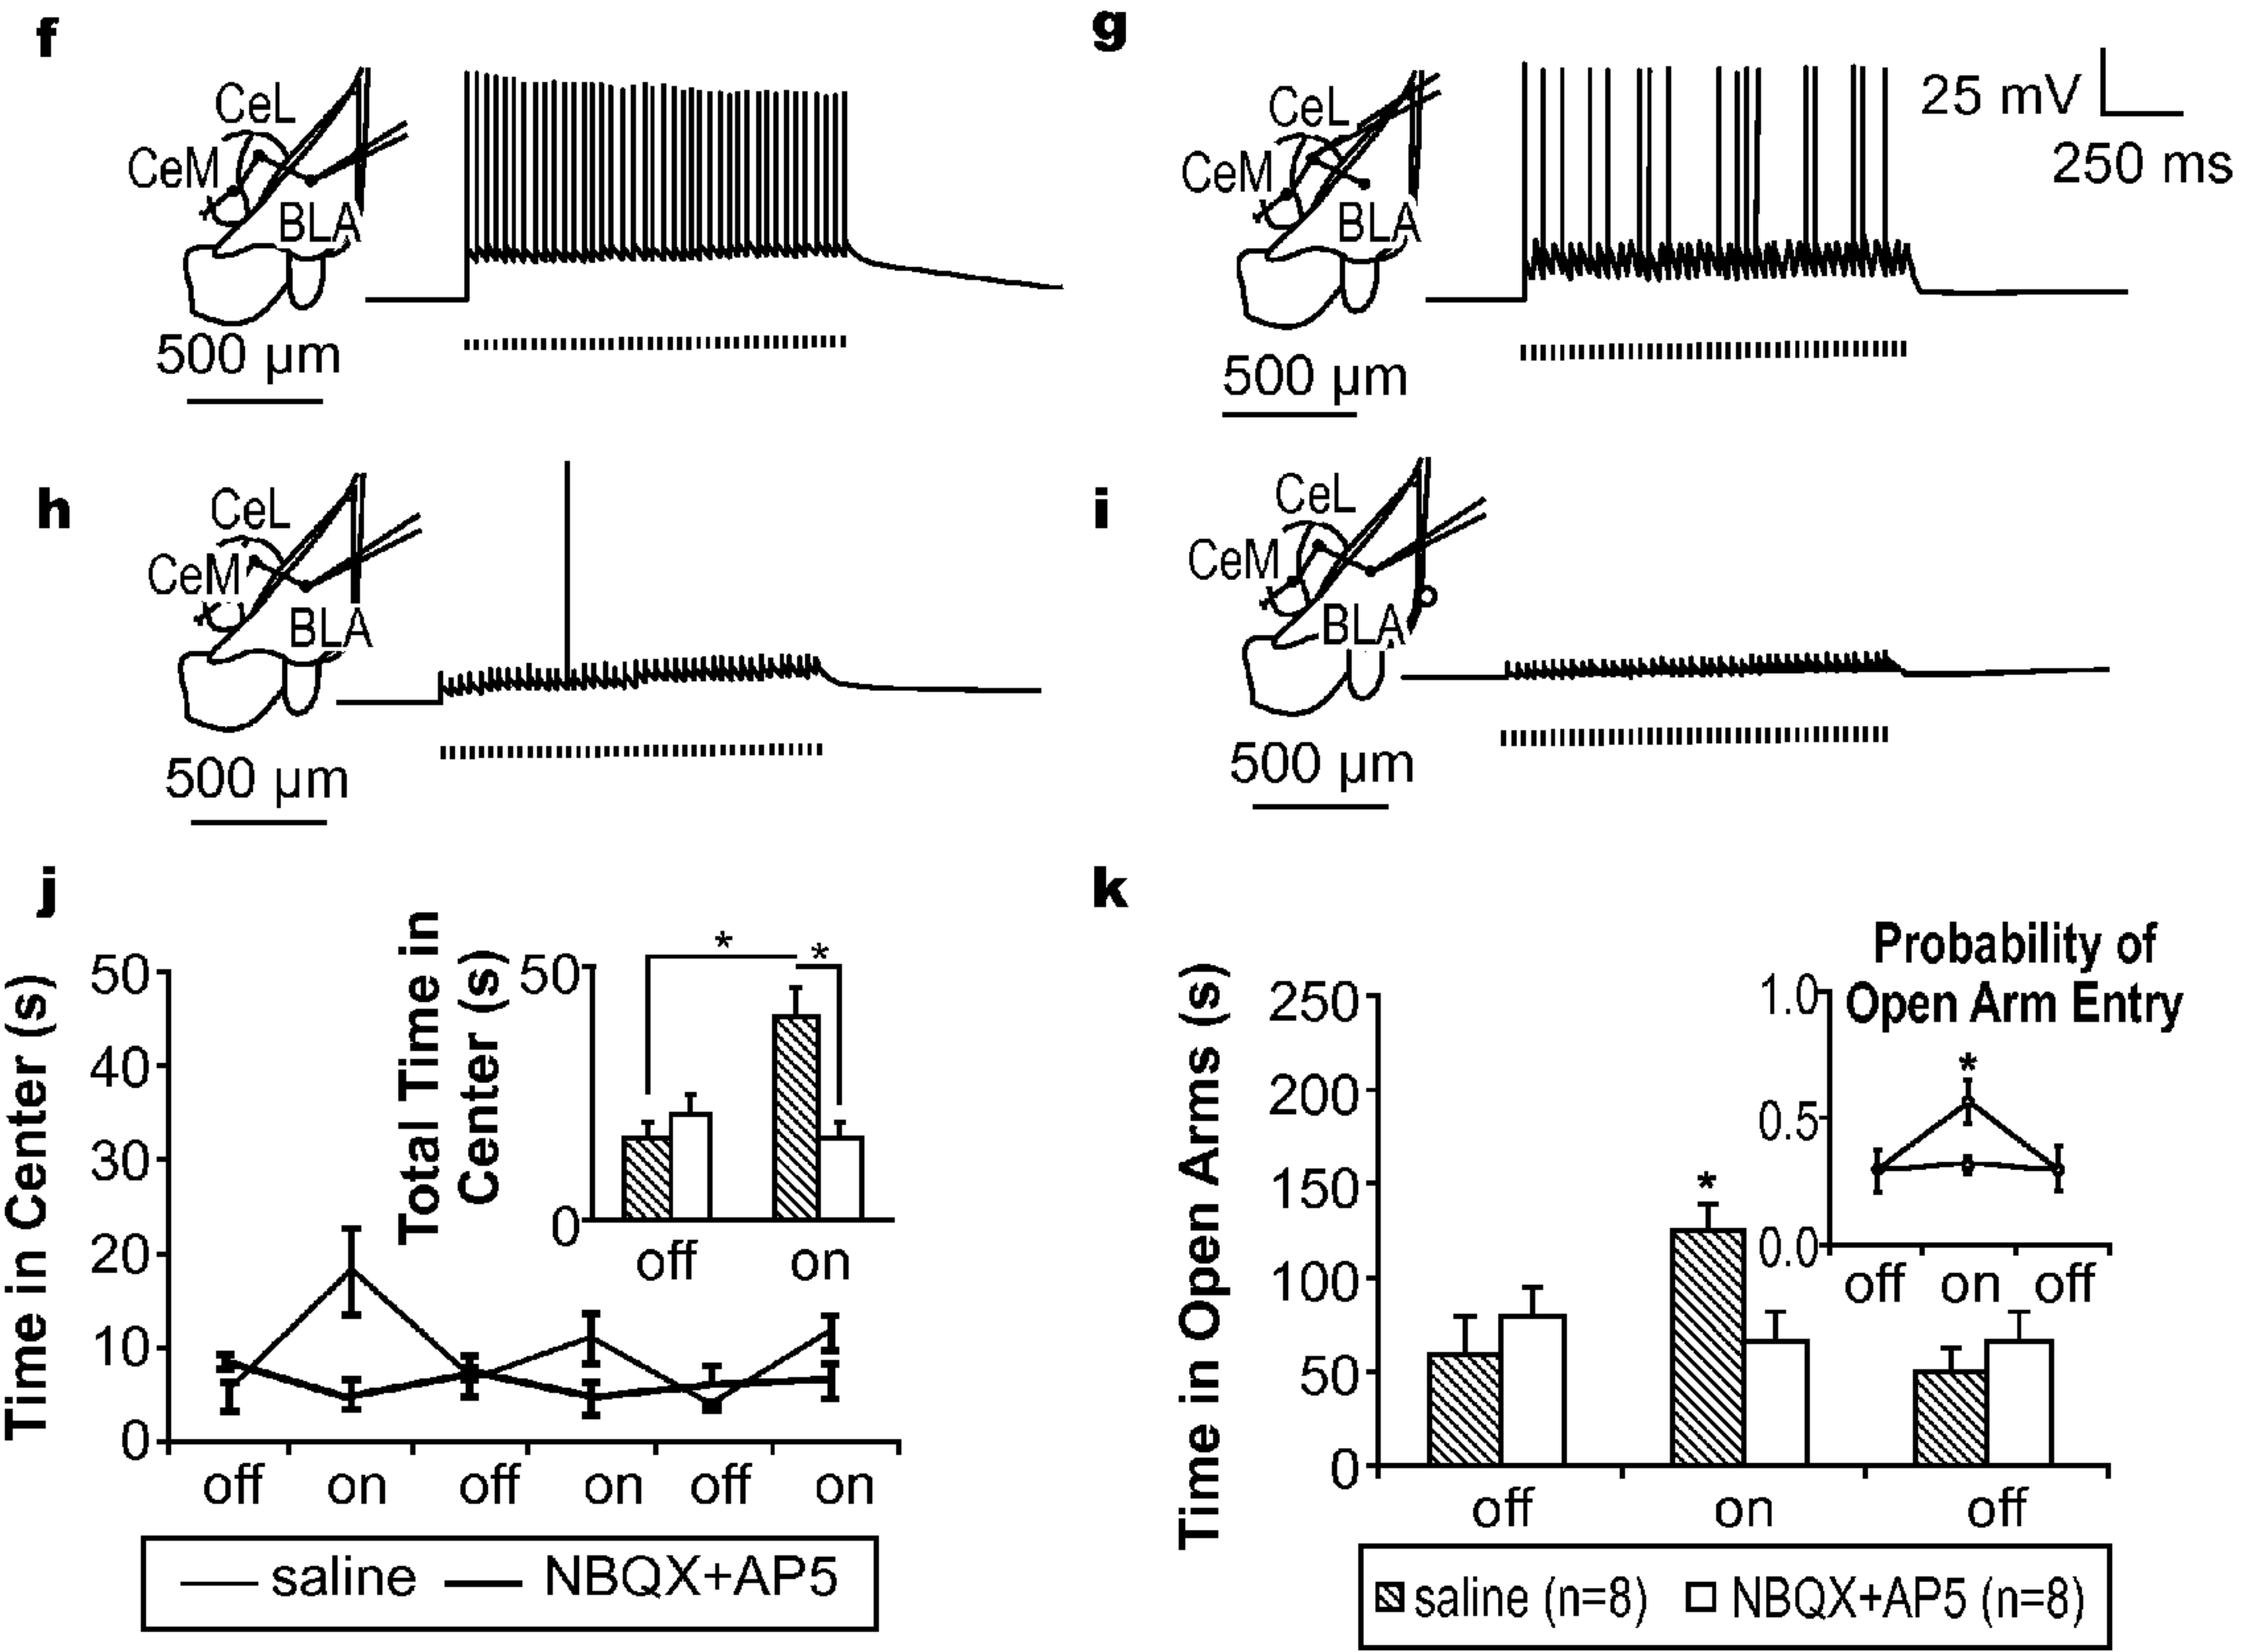 f
CeL
CeM
BLA
500 µm
g
CeL
CeM
BLA
500 µm
25 mV
250 ms
h
CeL
CeM
BLA
500 µm
i
CeL
CeM
BLA
500 µm
j
Time in Center (s)
50
40
30
20
10
0
off on off on off on
Total Time in
Center (s)
50
0
* *
off on
saline NBQX+AP5
k
Time in Open Arms (s)
250
200
150
100
50
0
*
off on off
Probability of
Open Arm Entry
1.0
0.5
0.0
*
off on off
saline (n=8) NBQX+AP5 (n=8)